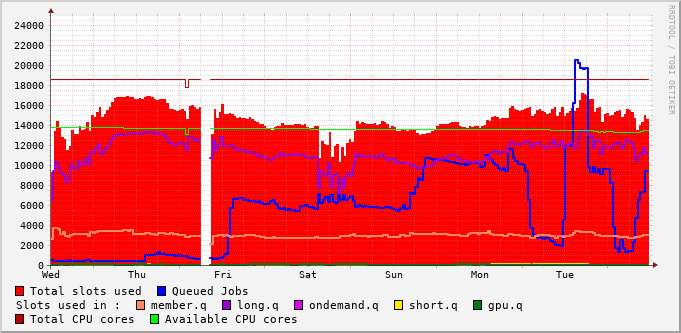 RRDTOOL / TOBI OETIKER
24000
22000
20000
18000
16000
14000
12000
10000
8000
6000
4000
2000
0
Wed Thu Fri Sat Sun Mon Tue
Total slots used Queued Jobs
Slots used in : member.q long.q ondemand.q short.q gpu.q
Total CPU cores Available CPU cores